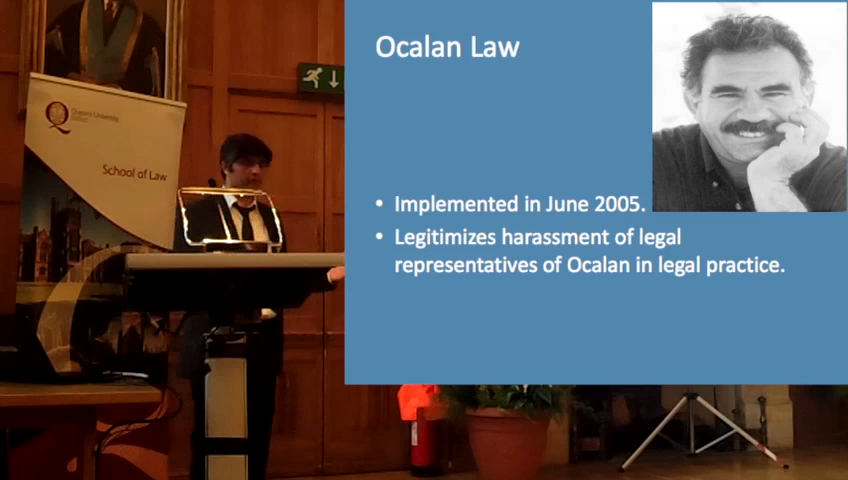 Queen's University
Belfast
School of Law
Ocalan Law
• Implemented in June 2005.
• Legitimizes harassment of legal
representatives of Ocalan in legal practice.